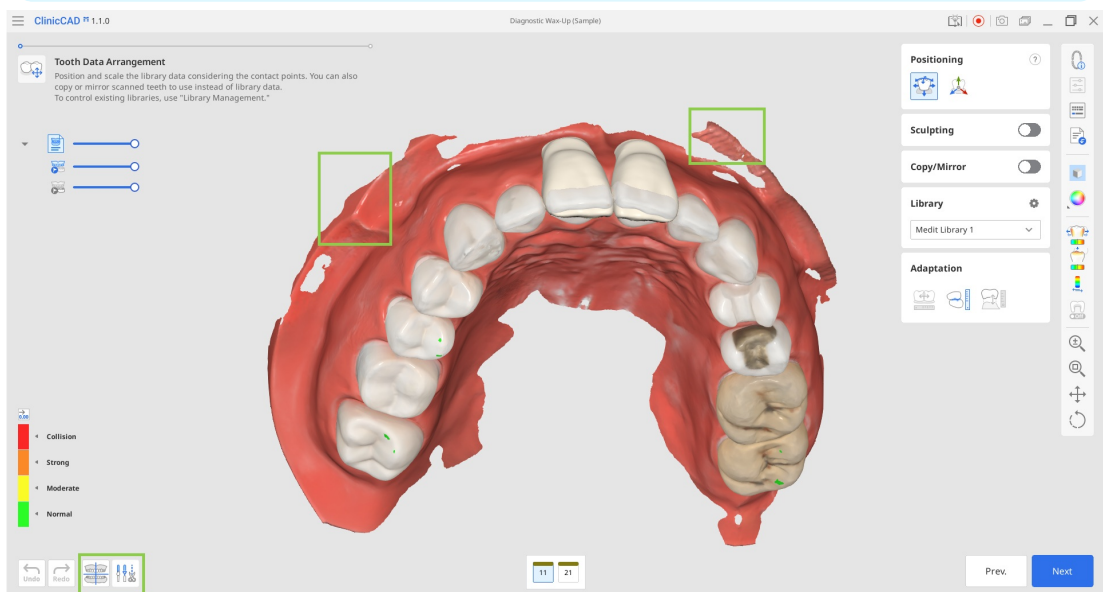 ClinicCAD 1.1.0
Diagnostic Wax-Up (Sample)
Tooth Data Arrangement
Position and scale the library data considering the contact points. You can also
copy or mirror scanned teeth to use instead of library data.
To control existing libraries, use "Library Management."
Positioning
?
Sculpting
Copy/Mirror
Library
Medit Library 1
Adaptation
0.00
Collision
Strong
Moderate
Normal
Undo
Redo
11
21
Prev.
Next